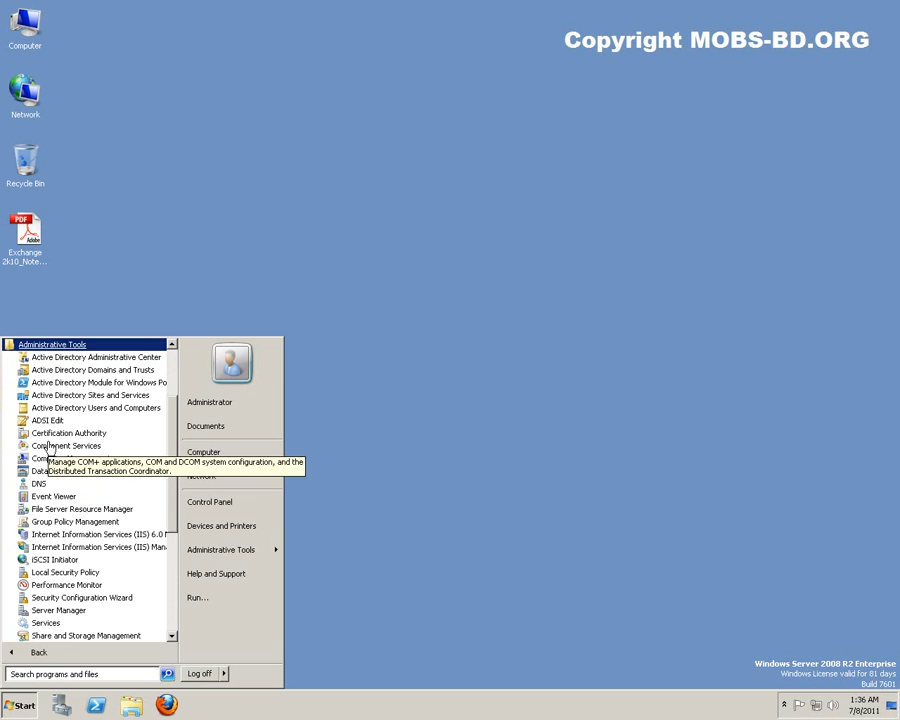 Copyright MOBS-BD.ORG
Computer
Network
Recycle Bin
PDF
Adobe
Exchange
2k10_Note...
Administrative Tools
Active Directory Administrative Center
Active Directory Domains and Trusts
Active Directory Module for Windows Po
Active Directory Sites and Services
Active Directory Users and Computers
ADSI Edit
Certification Authority
Component Services
Manage COM+ applications, COM and DCOM system configuration, and the
Distributed Transaction Coordinator.
DNS
Event Viewer
File Server Resource Manager
Group Policy Management
Internet Information Services (IIS) 6.0 M
Internet Information Services (IIS) Man
iSCSI Initiator
Local Security Policy
Performance Monitor
Security Configuration Wizard
Server Manager
Services
Share and Storage Management
Back
Search programs and files
Administrator
Documents
Computer
Network
Control Panel
Devices and Printers
Administrative Tools
Help and Support
Run...
Log off
Windows Server 2008 R2 Enterprise
Windows License valid for 81 days
Build 7601
Start
1:36 AM
7/8/2011